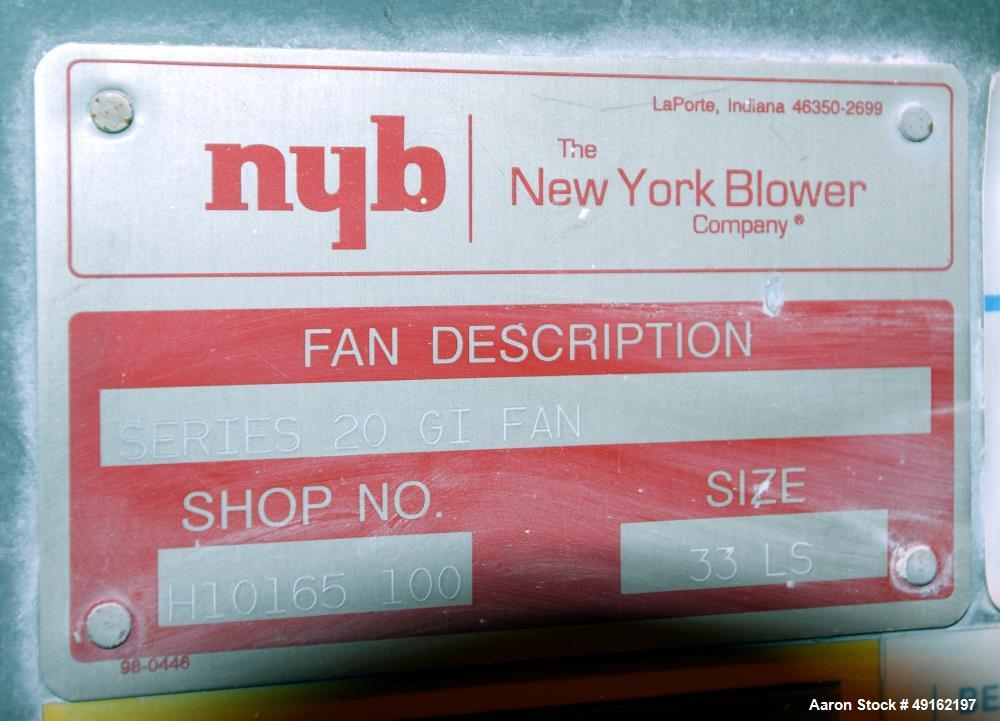 LaPorte, Indiana 46350-2699
nyb
The
New York Blower
Company®
FAN DESCRIPTION
SERIES 20 GI FAN
SHOP NO.
SIZE
H10165 100
33 LS
98-0446
Aaron Stock # 49162197